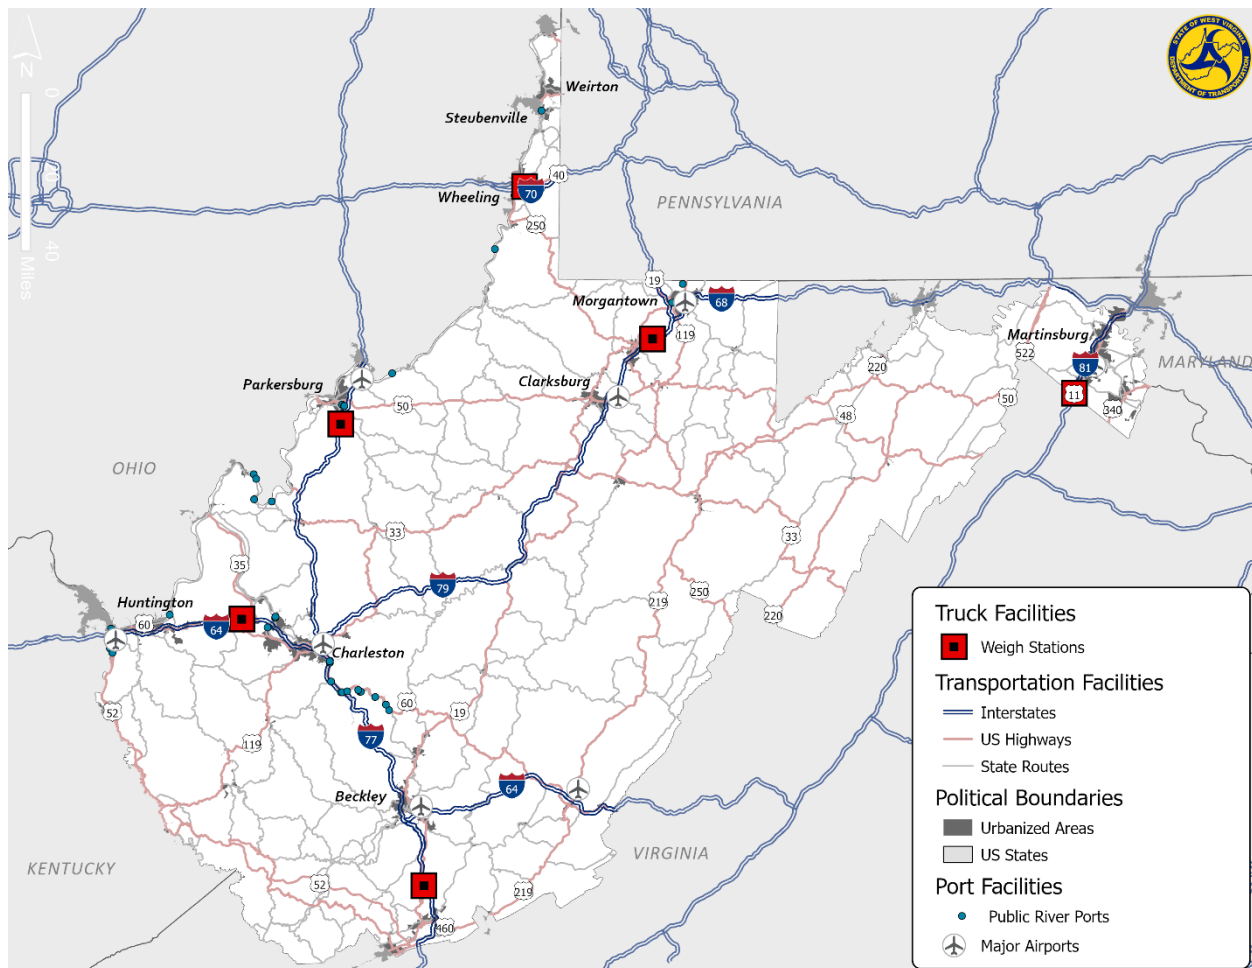 STATE OF WEST VIRGINIA
DEPARTMENT OF TRANSPORTATION
N
0
20
40
Miles
Weirton
Steubenville
40
70
Wheeling
250
PENNSYLVANIA
19
Morgantown
68
119
Martinsburg
522
MARYLAND
81
220
Clarksburg
Parkersburg
50
50
11
340
48
OHIO
33
33
35
79
250
219
220
Huntington
60
64
Charleston
52
60
19
119
77
64
Beckley
VIRGINIA
KENTUCKY
52
219
460
Truck Facilities
Weigh Stations
Transportation Facilities
Interstates
US Highways
State Routes
Political Boundaries
Urbanized Areas
US States
Port Facilities
Public River Ports
Major Airports